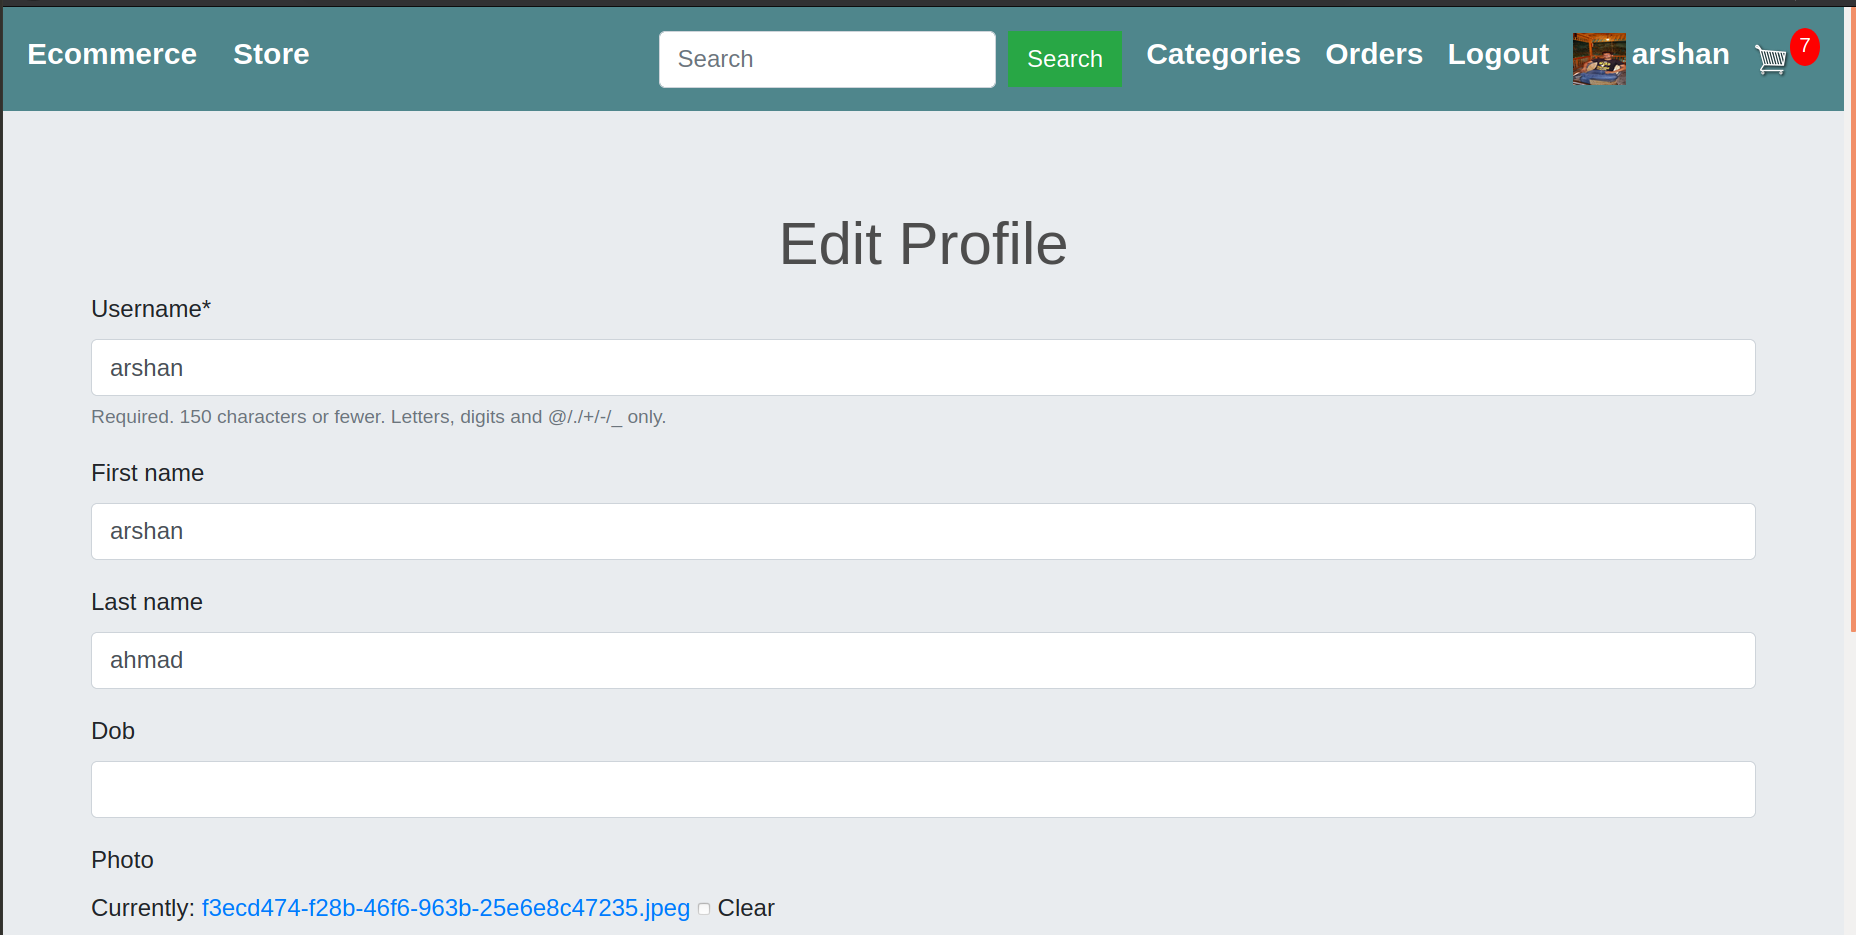 Ecommerce Store Search Search Categories Orders Logout arshan 7
Edit Profile
Username*
arshan
Required. 150 characters or fewer. Letters, digits and @/./+/-/_ only.
First name
arshan
Last name
ahmad
Dob
Photo
Currently: f3ecd474-f28b-46f6-963b-25e6e8c47235.jpeg Clear